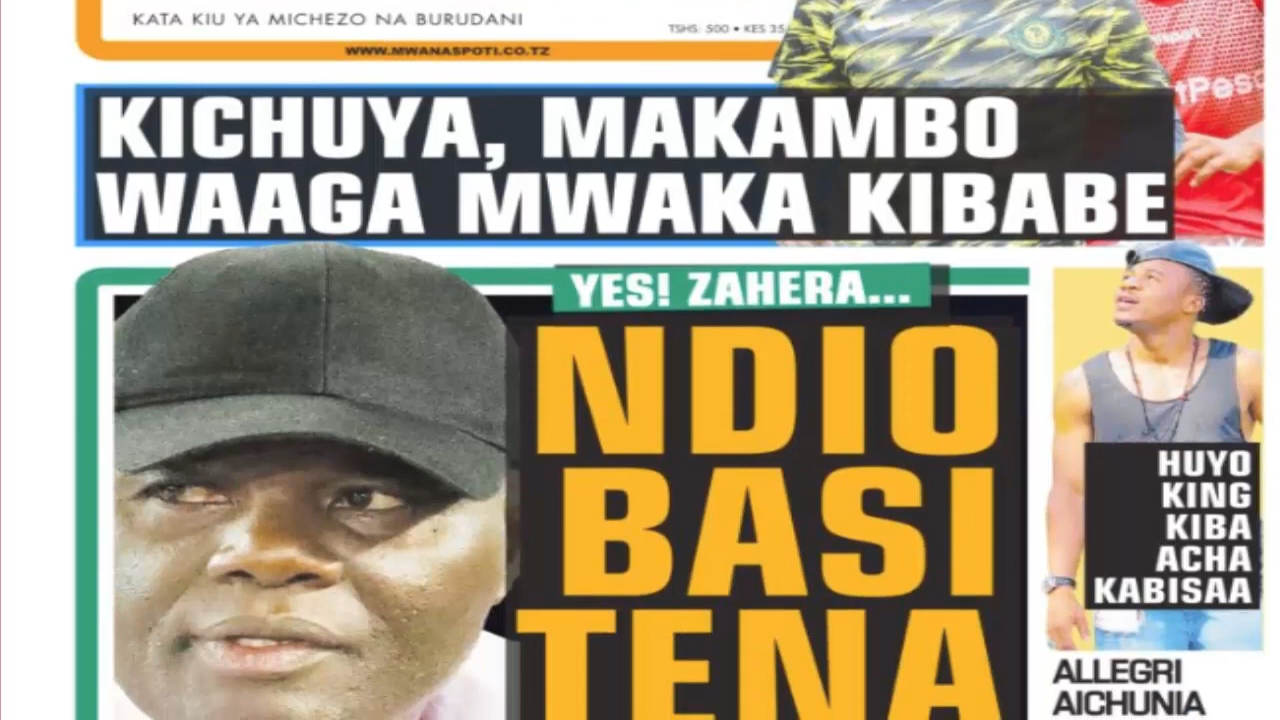 KATA KIU YA MICHEZO NA BURUDANI
TSHS: 500 • KES 35
WWW.MWANASPOTI.CO.TZ
KICHUYA, MAKAMBO
WAAGA MWAKA KIBABE
YES! ZAHERA...
NDIO
BASI
TENA
HUYO
KING
KIBA
ACHA
KABISAA
ALLEGRI
AICHUNIA